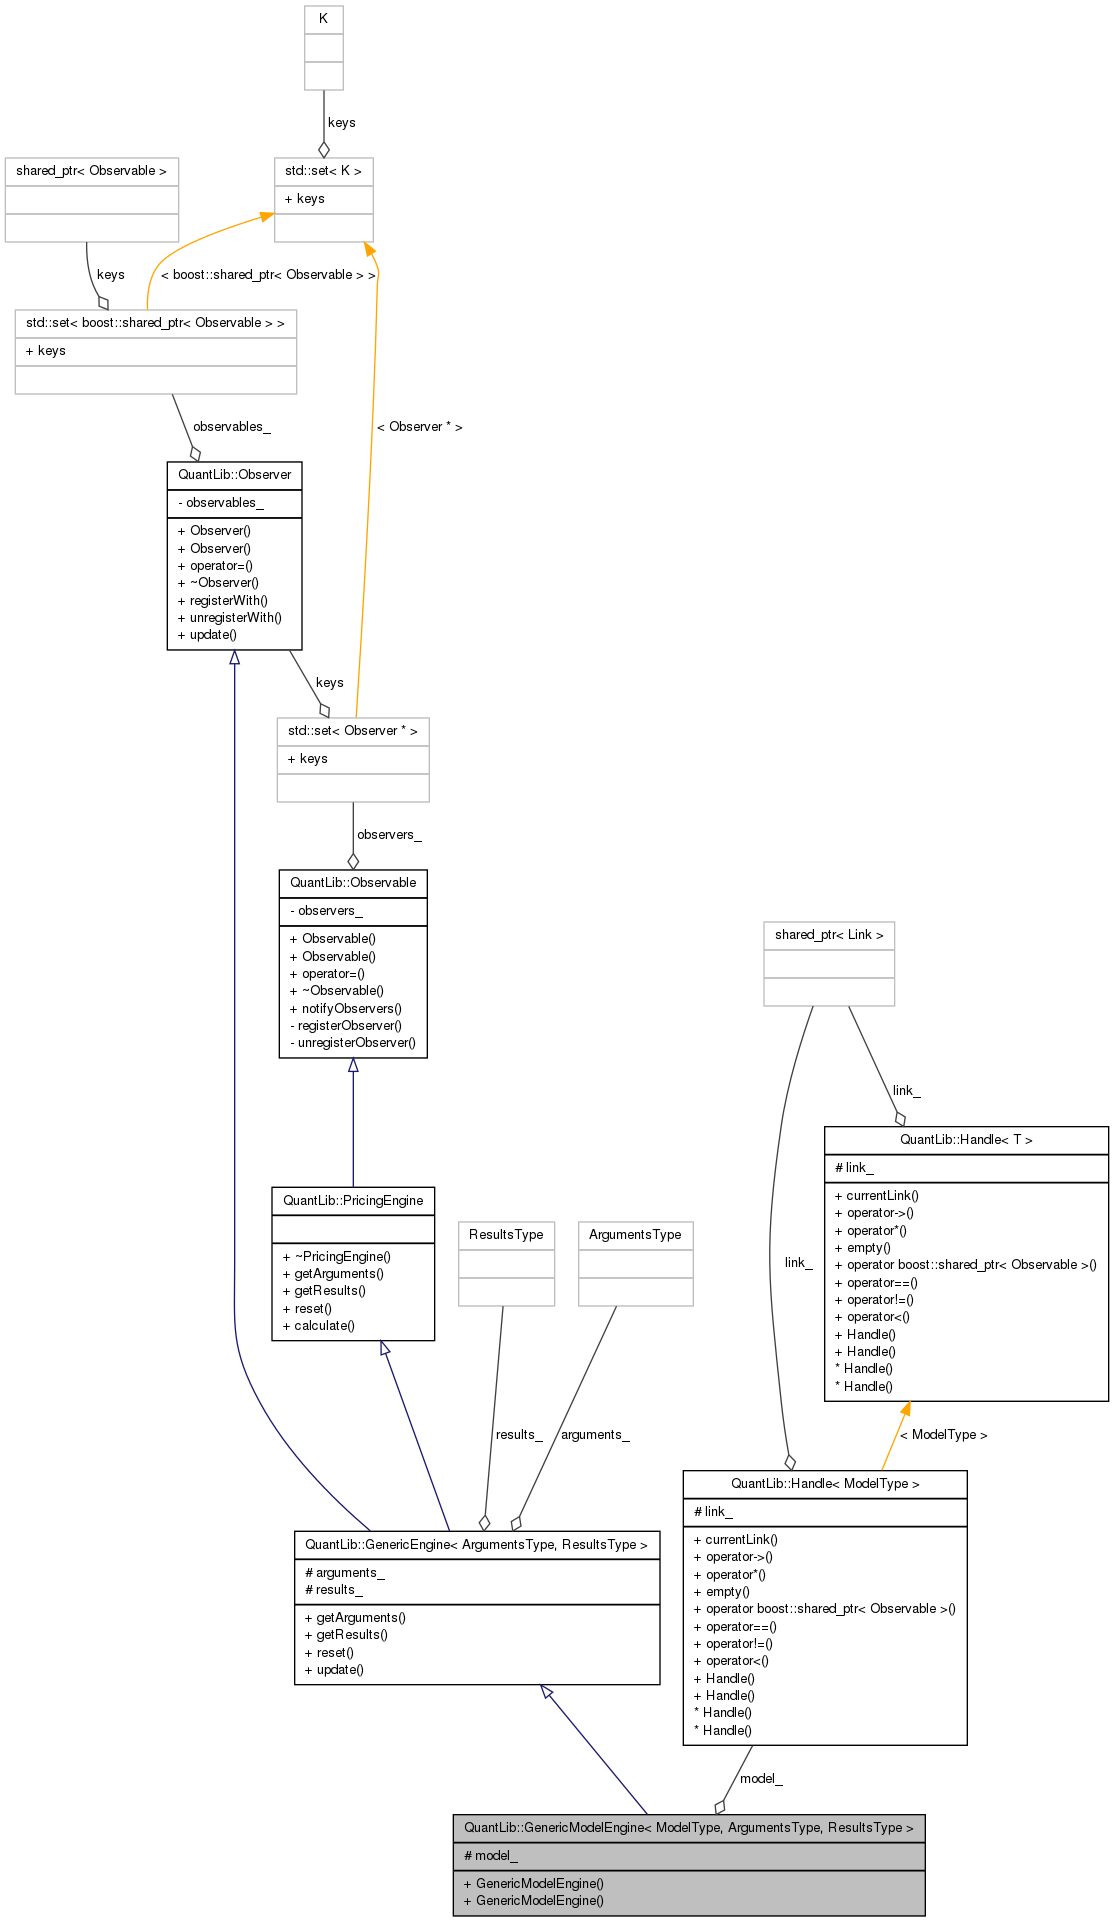 K
keys
shared_ptr< Observable >
std::set< K >
+ keys
keys
< boost::shared_ptr< Observable > >
std::set< boost::shared_ptr< Observable > >
+ keys
observables_
< Observer * >
QuantLib::Observer
- observables_
+ Observer()
+ Observer()
+ operator=()
+ ~Observer()
+ registerWith()
+ unregisterWith()
+ update()
keys
std::set< Observer * >
+ keys
observers_
QuantLib::Observable
- observers_
+ Observable()
+ Observable()
+ operator=()
+ ~Observable()
+ notifyObservers()
- registerObserver()
- unregisterObserver()
shared_ptr< Link >
link_
QuantLib::Handle< T >
# link_
+ currentLink()
+ operator->()
+ operator*()
+ empty()
+ operator boost::shared_ptr< Observable >()
+ operator==()
+ operator!=()
+ operator<()
+ Handle()
+ Handle()
* Handle()
* Handle()
QuantLib::PricingEngine
+ ~PricingEngine()
+ getArguments()
+ getResults()
+ reset()
+ calculate()
ResultsType
ArgumentsType
link_
results_
arguments_
< ModelType >
QuantLib::Handle< ModelType >
# link_
+ currentLink()
+ operator->()
+ operator*()
+ empty()
+ operator boost::shared_ptr< Observable >()
+ operator==()
+ operator!=()
+ operator<()
+ Handle()
+ Handle()
* Handle()
* Handle()
QuantLib::GenericEngine< ArgumentsType, ResultsType >
# arguments_
# results_
+ getArguments()
+ getResults()
+ reset()
+ update()
model_
QuantLib::GenericModelEngine< ModelType, ArgumentsType, ResultsType >
# model_
+ GenericModelEngine()
+ GenericModelEngine()